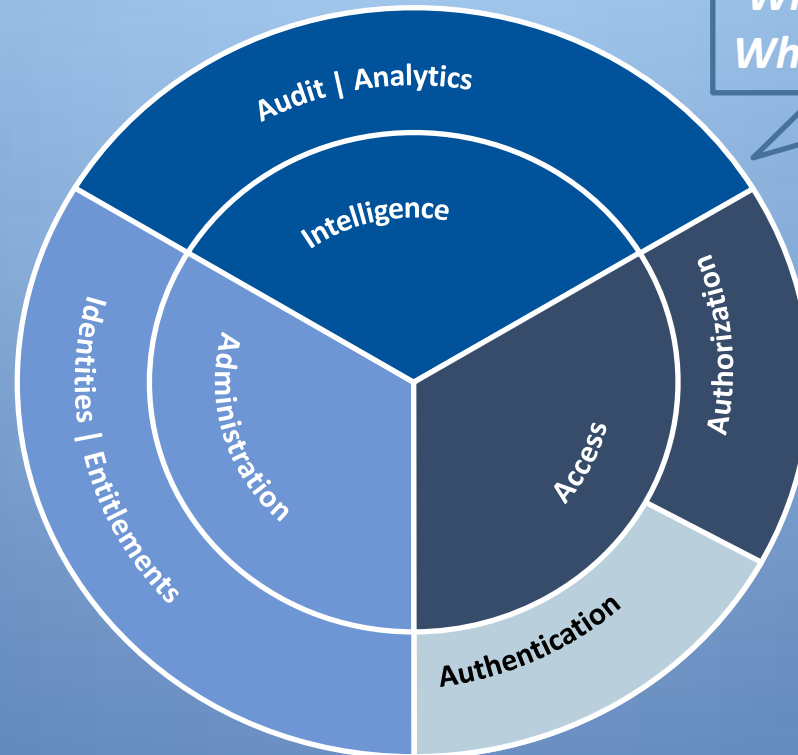 Audit | Analytics
Intelligence
Authorization
Identities | Entitlements
Administration
Access
Authentication